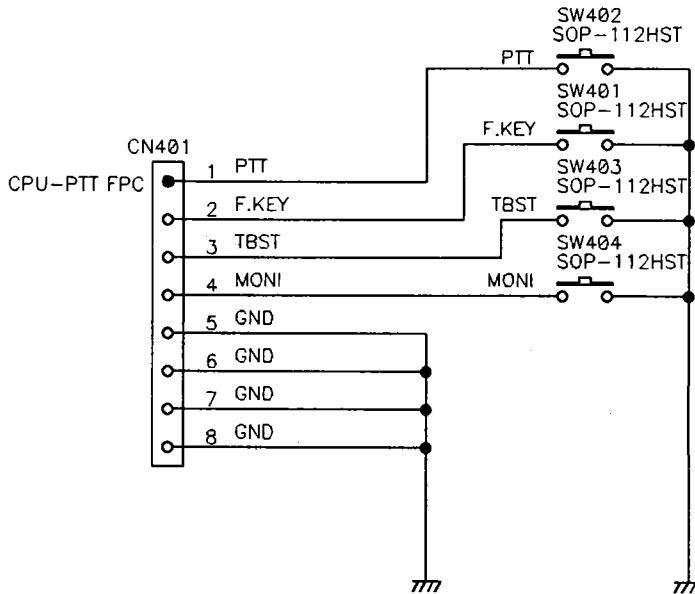 SW402
SOP-112HST
PTT
SW401
SOP-112HST
F.KEY
CN401
CPU-PTT FPC
1 PTT
SW403
SOP-112HST
2 F.KEY
TBST
3 TBST
SW404
SOP-112HST
4 MONI
MONI
5 GND
6 GND
7 GND
8 GND